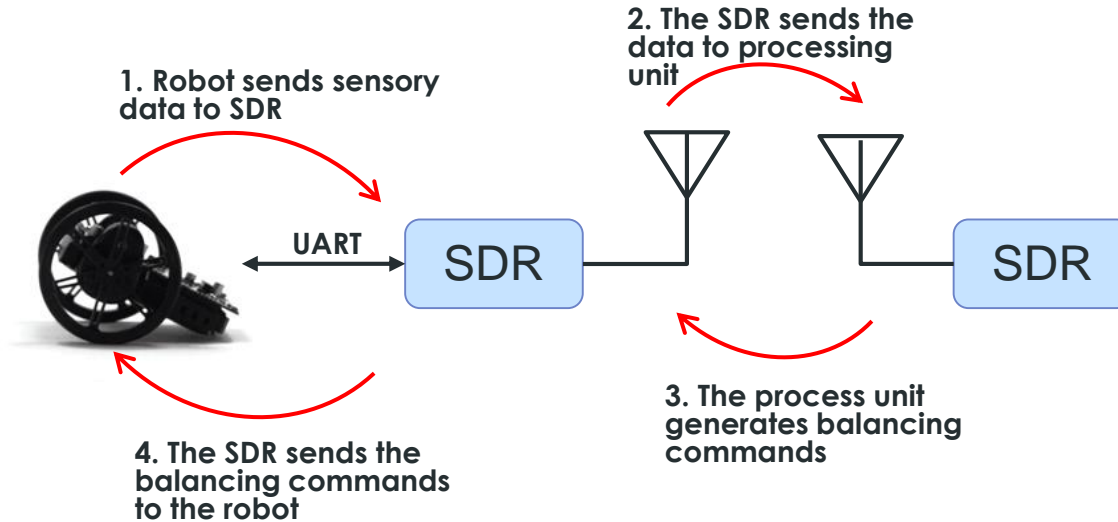 1. Robot sends sensory
data to SDR
2. The SDR sends the
data to processing
unit
UART
SDR
SDR
3. The process unit
generates balancing
commands
4. The SDR sends the
balancing commands
to the robot